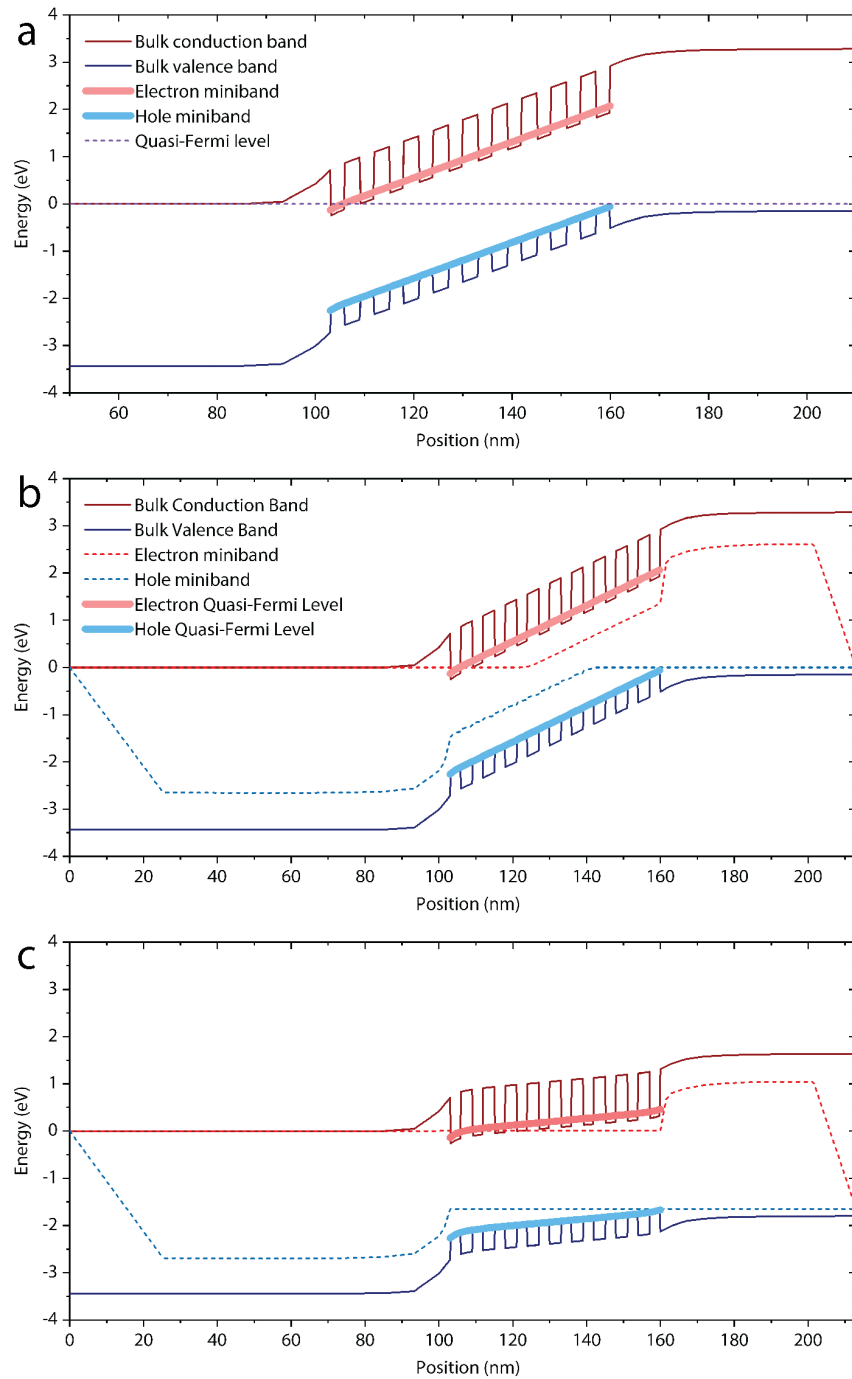 a
Bulk conduction band
Bulk valence band
Electron miniband
Hole miniband
Quasi-Fermi level
4
3
2
1
0
-1
-2
-3
-4
Energy (eV)
60 80 100 120 140 160 180 200
Position (nm)
b
Bulk Conduction Band
Bulk Valence Band
Electron miniband
Hole miniband
Electron Quasi-Fermi Level
Hole Quasi-Fermi Level
4
3
2
1
0
-1
-2
-3
-4
Energy (eV)
0 20 40 60 80 100 120 140 160 180 200
Position (nm)
c
4
3
2
1
0
-1
-2
-3
-4
Energy (eV)
0 20 40 60 80 100 120 140 160 180 200
Position (nm)